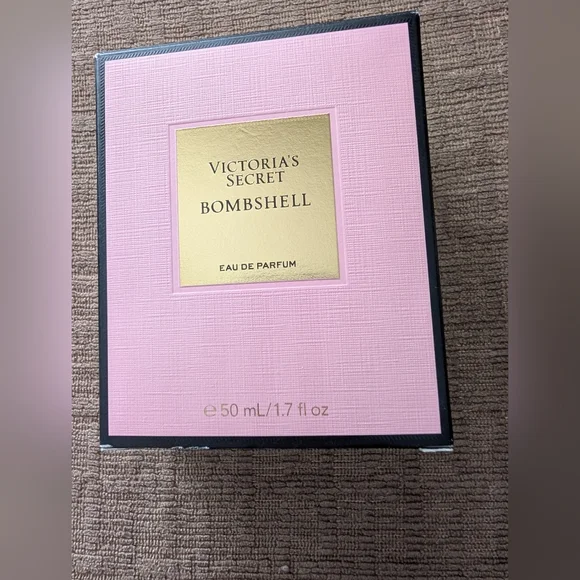 VICTORIA'S
SECRET
BOMBSHELL
EAU DE PARFUM
℮50 mL/1.7 fl oz